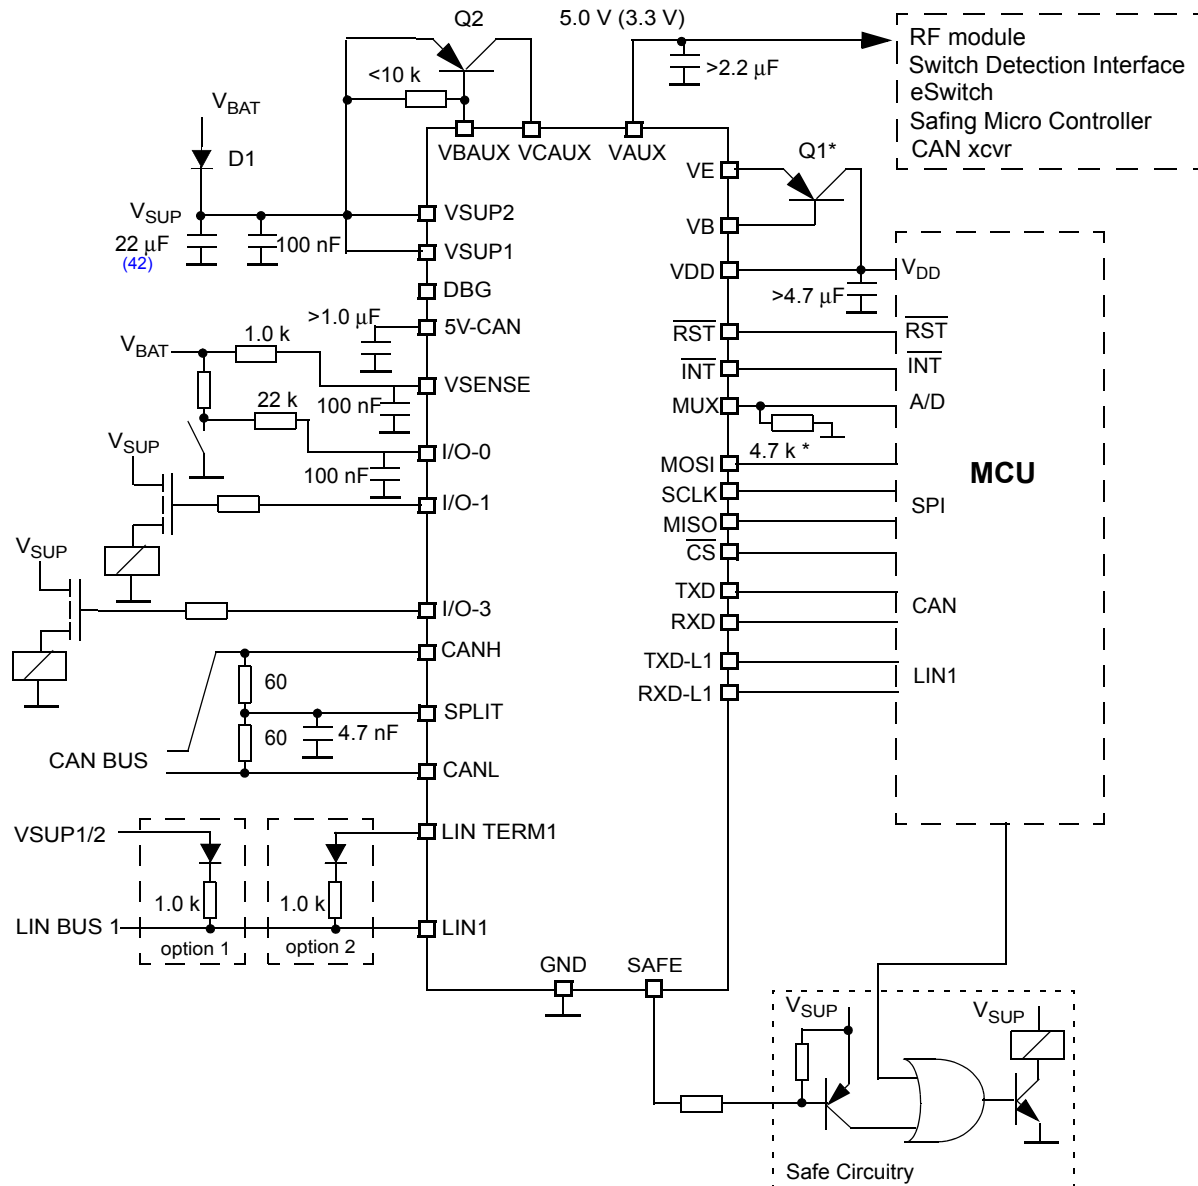 Q2
5.0 V (3.3 V)
RF module
Switch Detection Interface
eSwitch
Safing Micro Controller
CAN xcvr
>2.2 μF
<10 k
VBAT
D1
VBAUX
VCAUX
VAUX
VE
Q1*
VB
VSUP
VSUP2
22 μF
(42)
100 nF
VSUP1
VDD
VDD
>4.7 μF
DBG
>1.0 μF
5V-CAN
RST
RST
VBAT
1.0 k
INT
INT
VSENSE
100 nF
MUX
A/D
22 k
4.7 k *
VSUP
I/O-0
100 nF
MOSI
MCU
SCLK
SPI
I/O-1
MISO
VSUP
CS
TXD
CAN
I/O-3
RXD
CANH
TXD-L1
LIN1
60
RXD-L1
SPLIT
60
4.7 nF
CAN BUS
CANL
VSUP1/2
LIN TERM1
1.0 k
1.0 k
LIN BUS 1
LIN1
option 1
option 2
GND
SAFE
VSUP
VSUP
Safe Circuitry